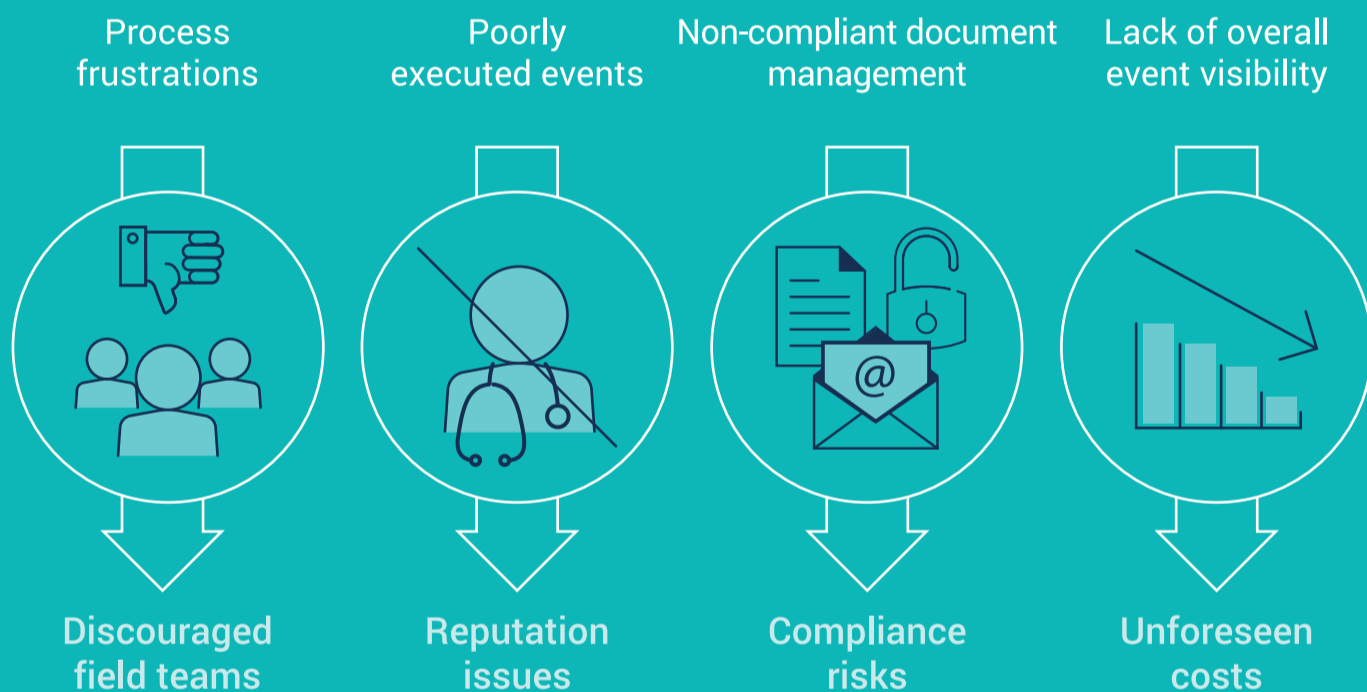 Process
frustrations
Poorly
executed events
Non-compliant document
management
Lack of overall
event visibility
@
Discouraged
field teams
Reputation
issues
Compliance
risks
Unforeseen
costs